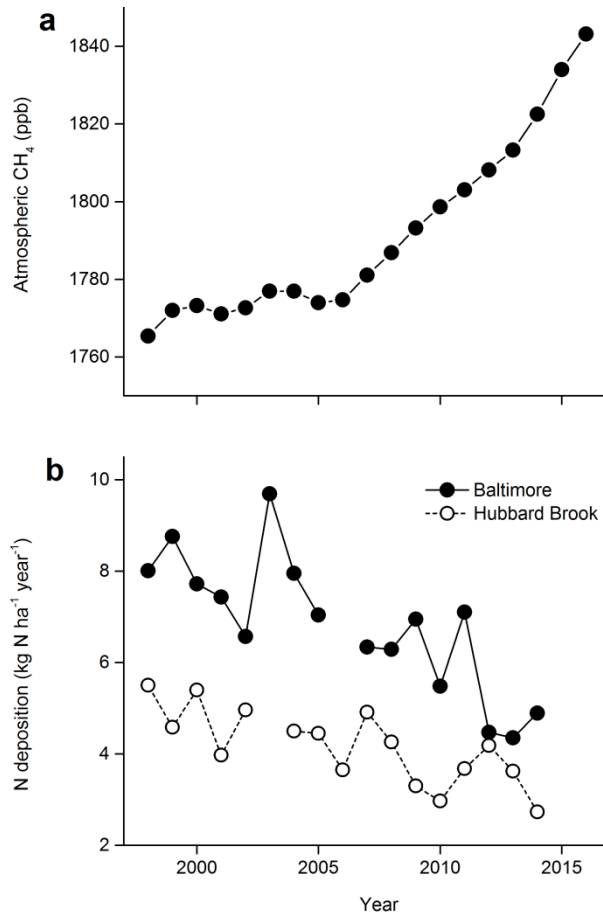 a
1840
1820
1800
1780
1760
Atmospheric CH₄ (ppb)
b
10
8
6
4
2
N deposition (kg N ha⁻¹ year⁻¹)
Baltimore
Hubbard Brook
2000 2005 2010 2015
Year